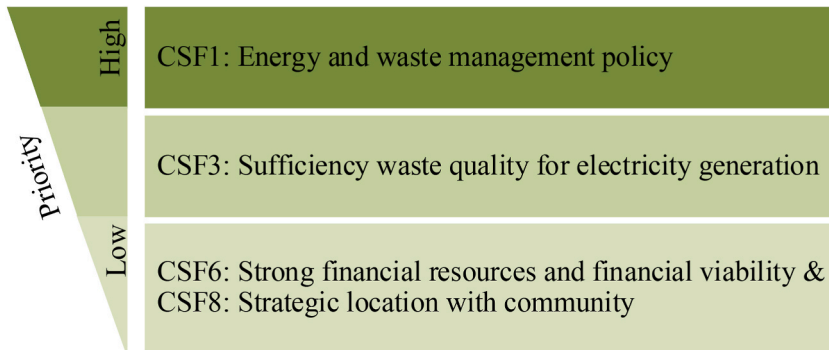 High
CSF1: Energy and waste management policy
Priority
CSF3: Sufficiency waste quality for electricity generation
Low
CSF6: Strong financial resources and financial viability &
CSF8: Strategic location with community